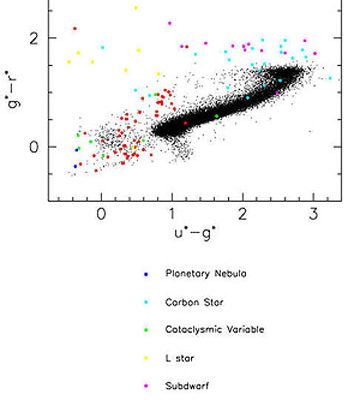 2
g*-r*
0
0
1
2
3
u*-g*
Planetary Nebula
Carbon Star
Cataclysmic Variable
L star
Subdwarf